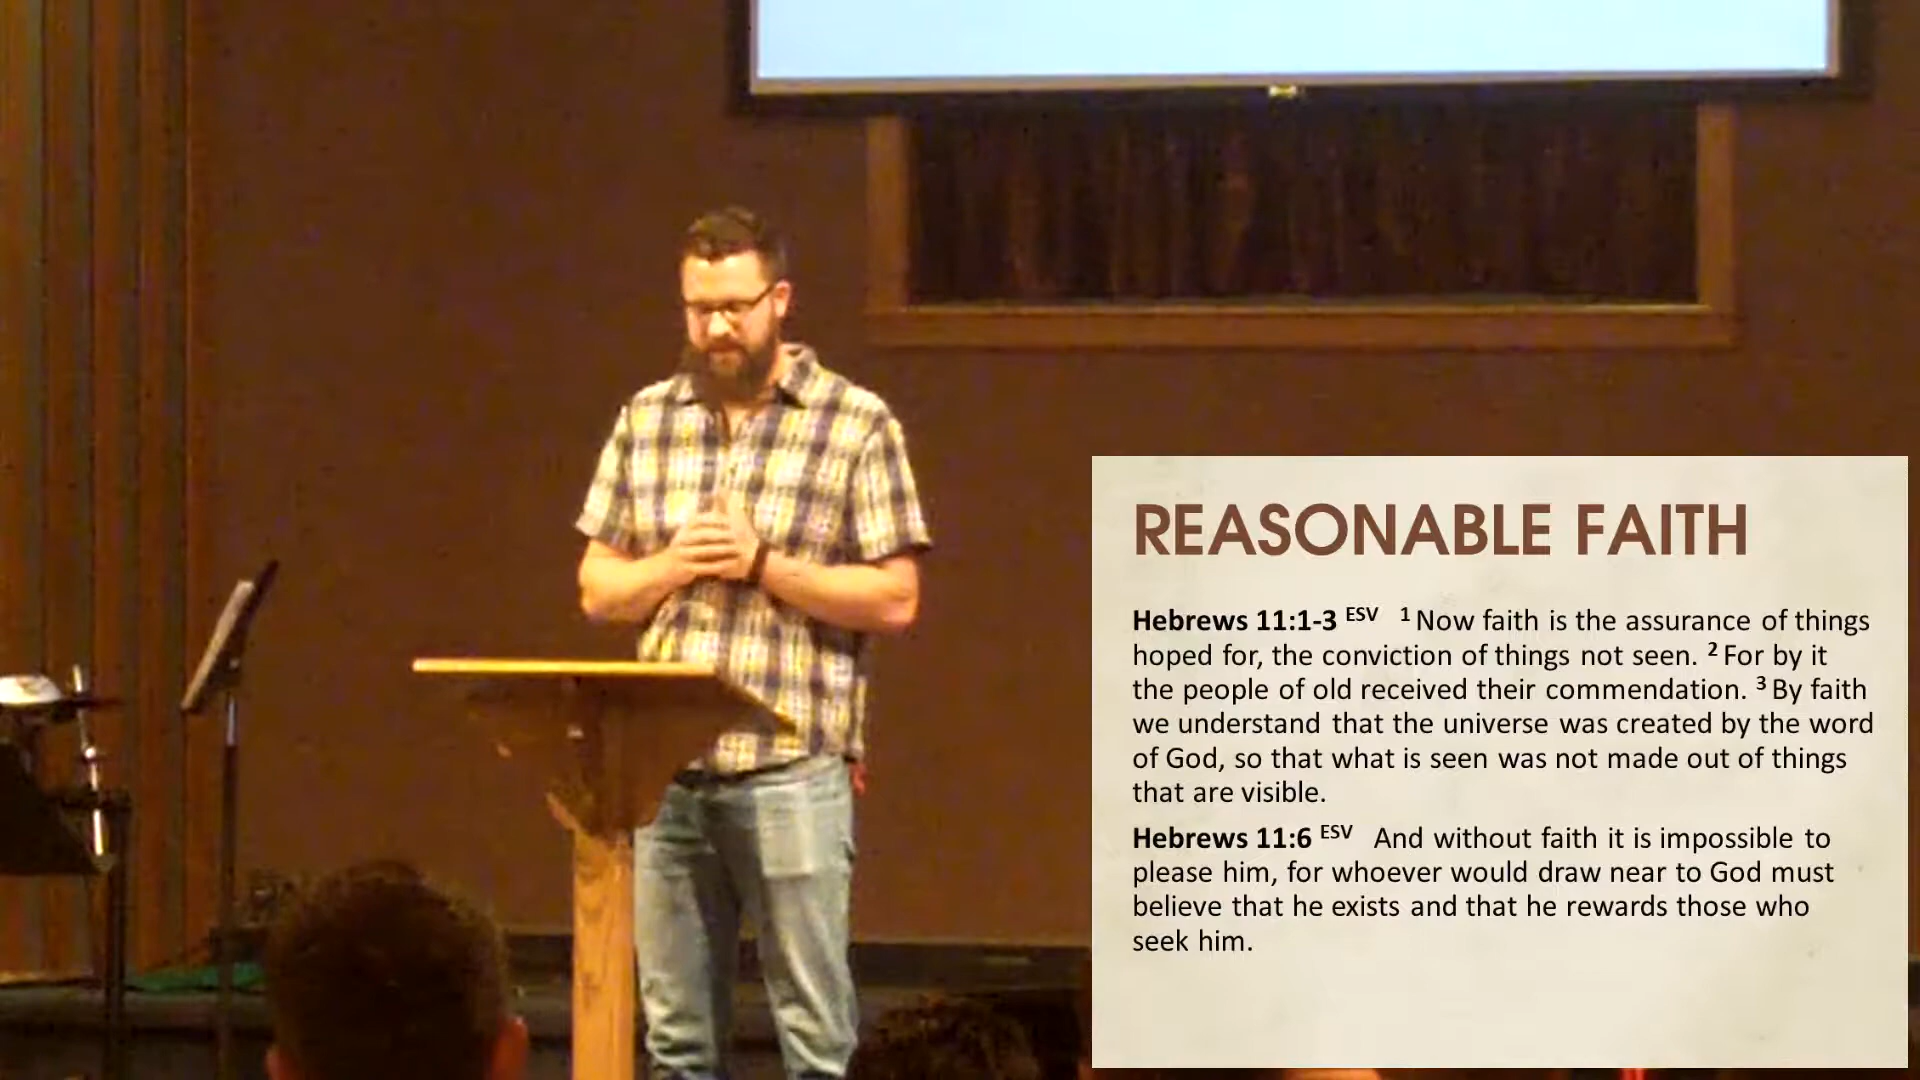 REASONABLE FAITH
Hebrews 11:1-3 ESV 1 Now faith is the assurance of things
hoped for, the conviction of things not seen. 2 For by it
the people of old received their commendation. 3 By faith
we understand that the universe was created by the word
of God, so that what is seen was not made out of things
that are visible.
Hebrews 11:6 ESV And without faith it is impossible to
please him, for whoever would draw near to God must
believe that he exists and that he rewards those who
seek him.